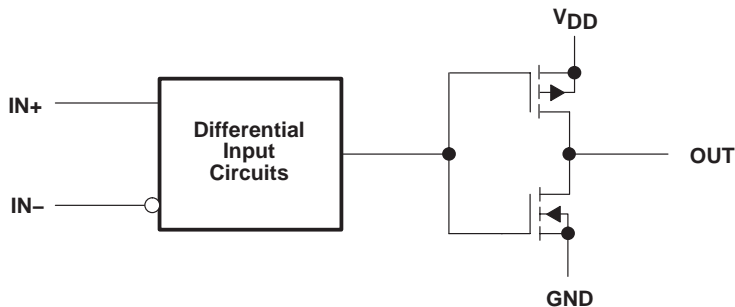 VDD
IN+
Differential
Input
Circuits
OUT
IN−
GND